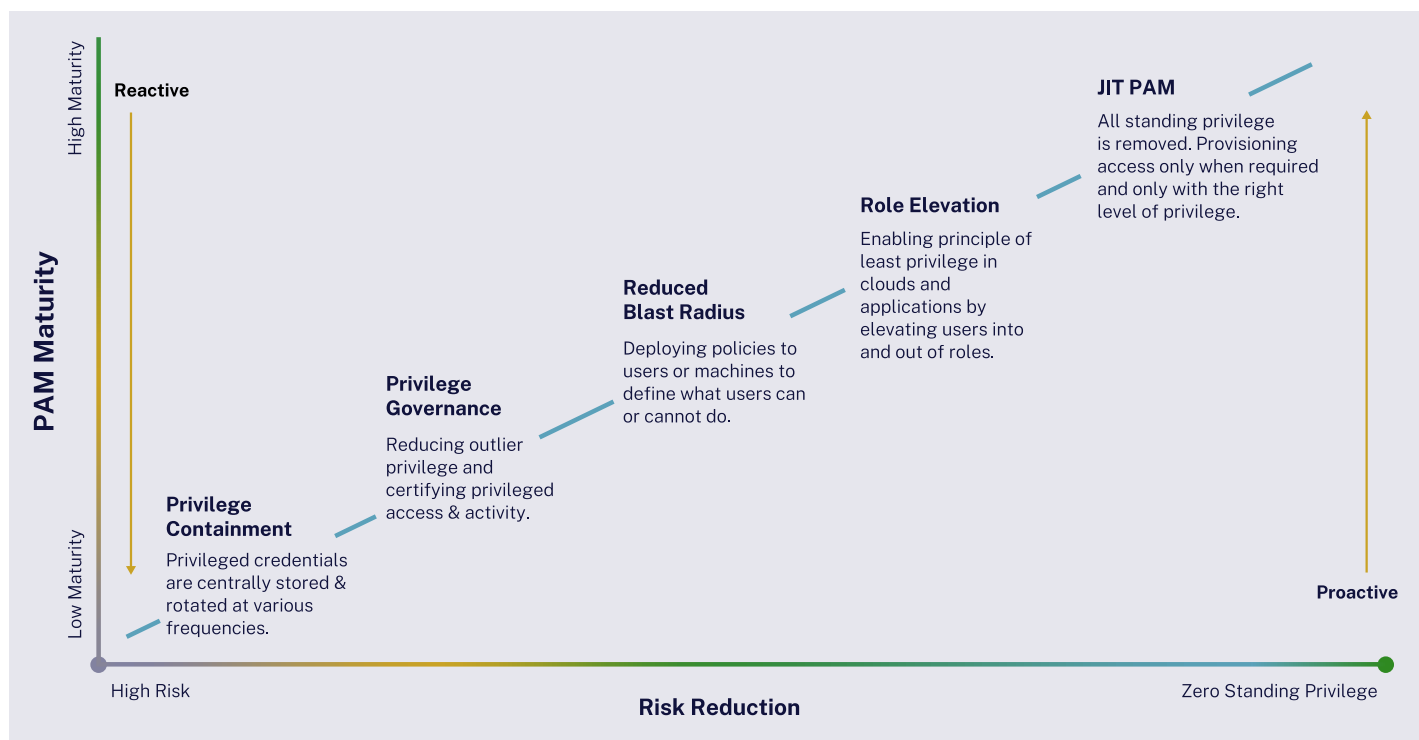 High Maturity
Reactive
JIT PAM
All standing privilege
is removed. Provisioning
access only when required
and only with the right
level of privilege.
Role Elevation
Enabling principle of
least privilege in
clouds and
applications by
elevating users into
and out of roles.
PAM Maturity
Reduced
Blast Radius
Deploying policies to
users or machines to
define what users can
or cannot do.
Privilege
Governance
Reducing outlier
privilege and
certifying privileged
access & activity.
Privilege
Containment
Privileged credentials
are centrally stored &
rotated at various
frequencies.
Low Maturity
Proactive
High Risk
Zero Standing Privilege
Risk Reduction